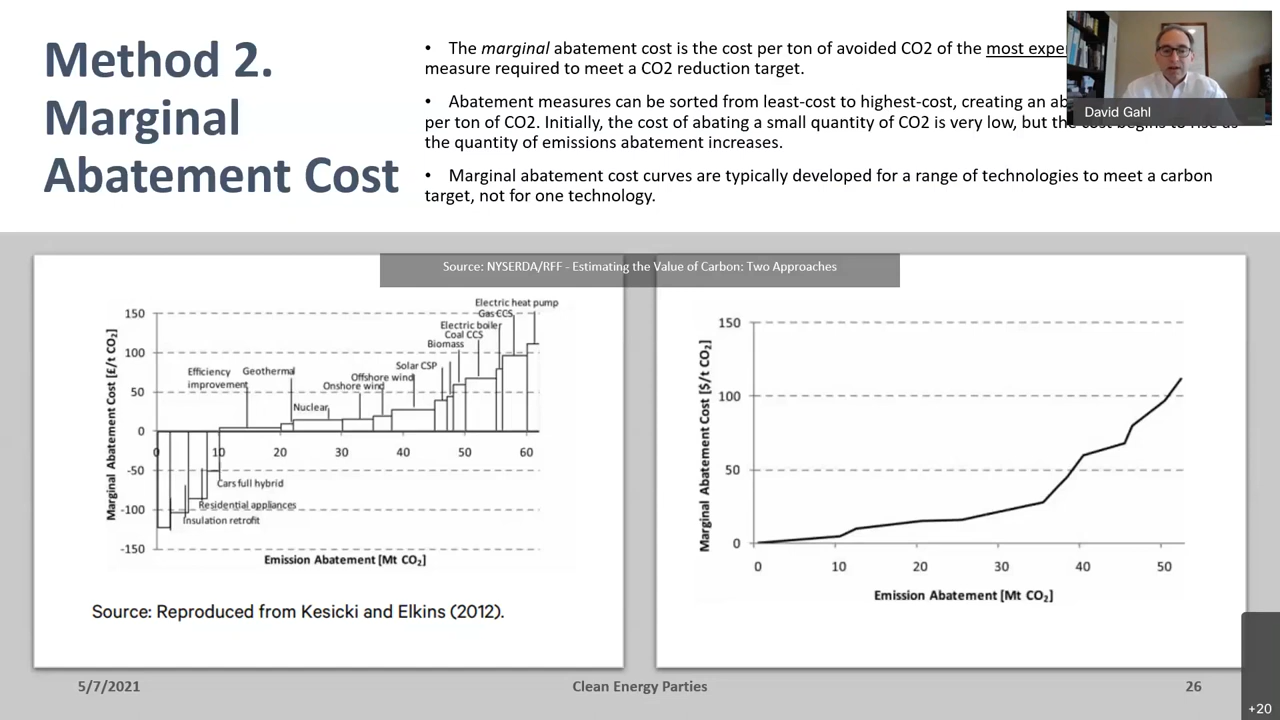 Method 2.
Marginal
Abatement Cost
• The marginal abatement cost is the cost per ton of avoided CO2 of the most
measure required to meet a CO2 reduction target.
• Abatement measures can be sorted from least-cost to highest-cost, creating an
per ton of CO2. Initially, the cost of abating a small quantity of CO2 is very low, but the cost begins to rise as
the quantity of emissions abatement increases.
• Marginal abatement cost curves are typically developed for a range of technologies to meet a carbon
target, not for one technology.
David Gahl
Source: NYSERDA/RFF - Estimating the Value of Carbon: Two Approaches
Marginal Abatement Cost [£/t CO₂]
150
100
50
0
-50
-100
-150
0
10
20
30
40
50
60
Efficiency
improvement
Geothermal
Nuclear
Onshore wind
Offshore wind
Solar CSP
Biomass
Coal CCS
Electric boiler
Gas CCS
Electric heat pump
Cars full hybrid
Residential appliances
Insulation retrofit
Emission Abatement [Mt CO₂]
Source: Reproduced from Kesicki and Elkins (2012).
Marginal Abatement Cost [$/t CO₂]
150
100
50
0
0
10
20
30
40
50
Emission Abatement [Mt CO₂]
5/7/2021
Clean Energy Parties
26
+20